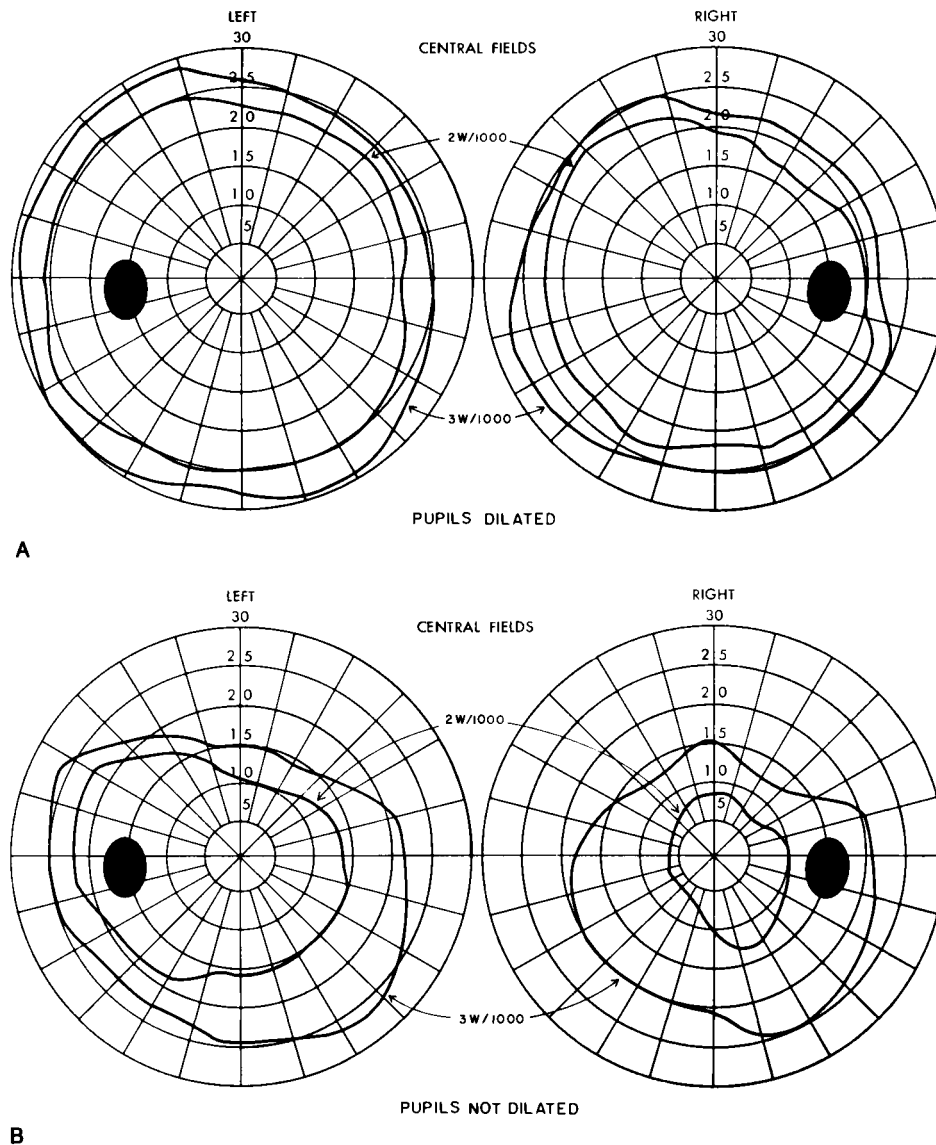 LEFT
30
25
20
15
10
5
CENTRAL FIELDS
RIGHT
30
25
20
15
10
5
2W/1000
3W/1000
PUPILS DILATED
A
LEFT
30
25
20
15
10
5
CENTRAL FIELDS
RIGHT
30
25
20
15
10
5
2W/1000
3W/1000
PUPILS NOT DILATED
B